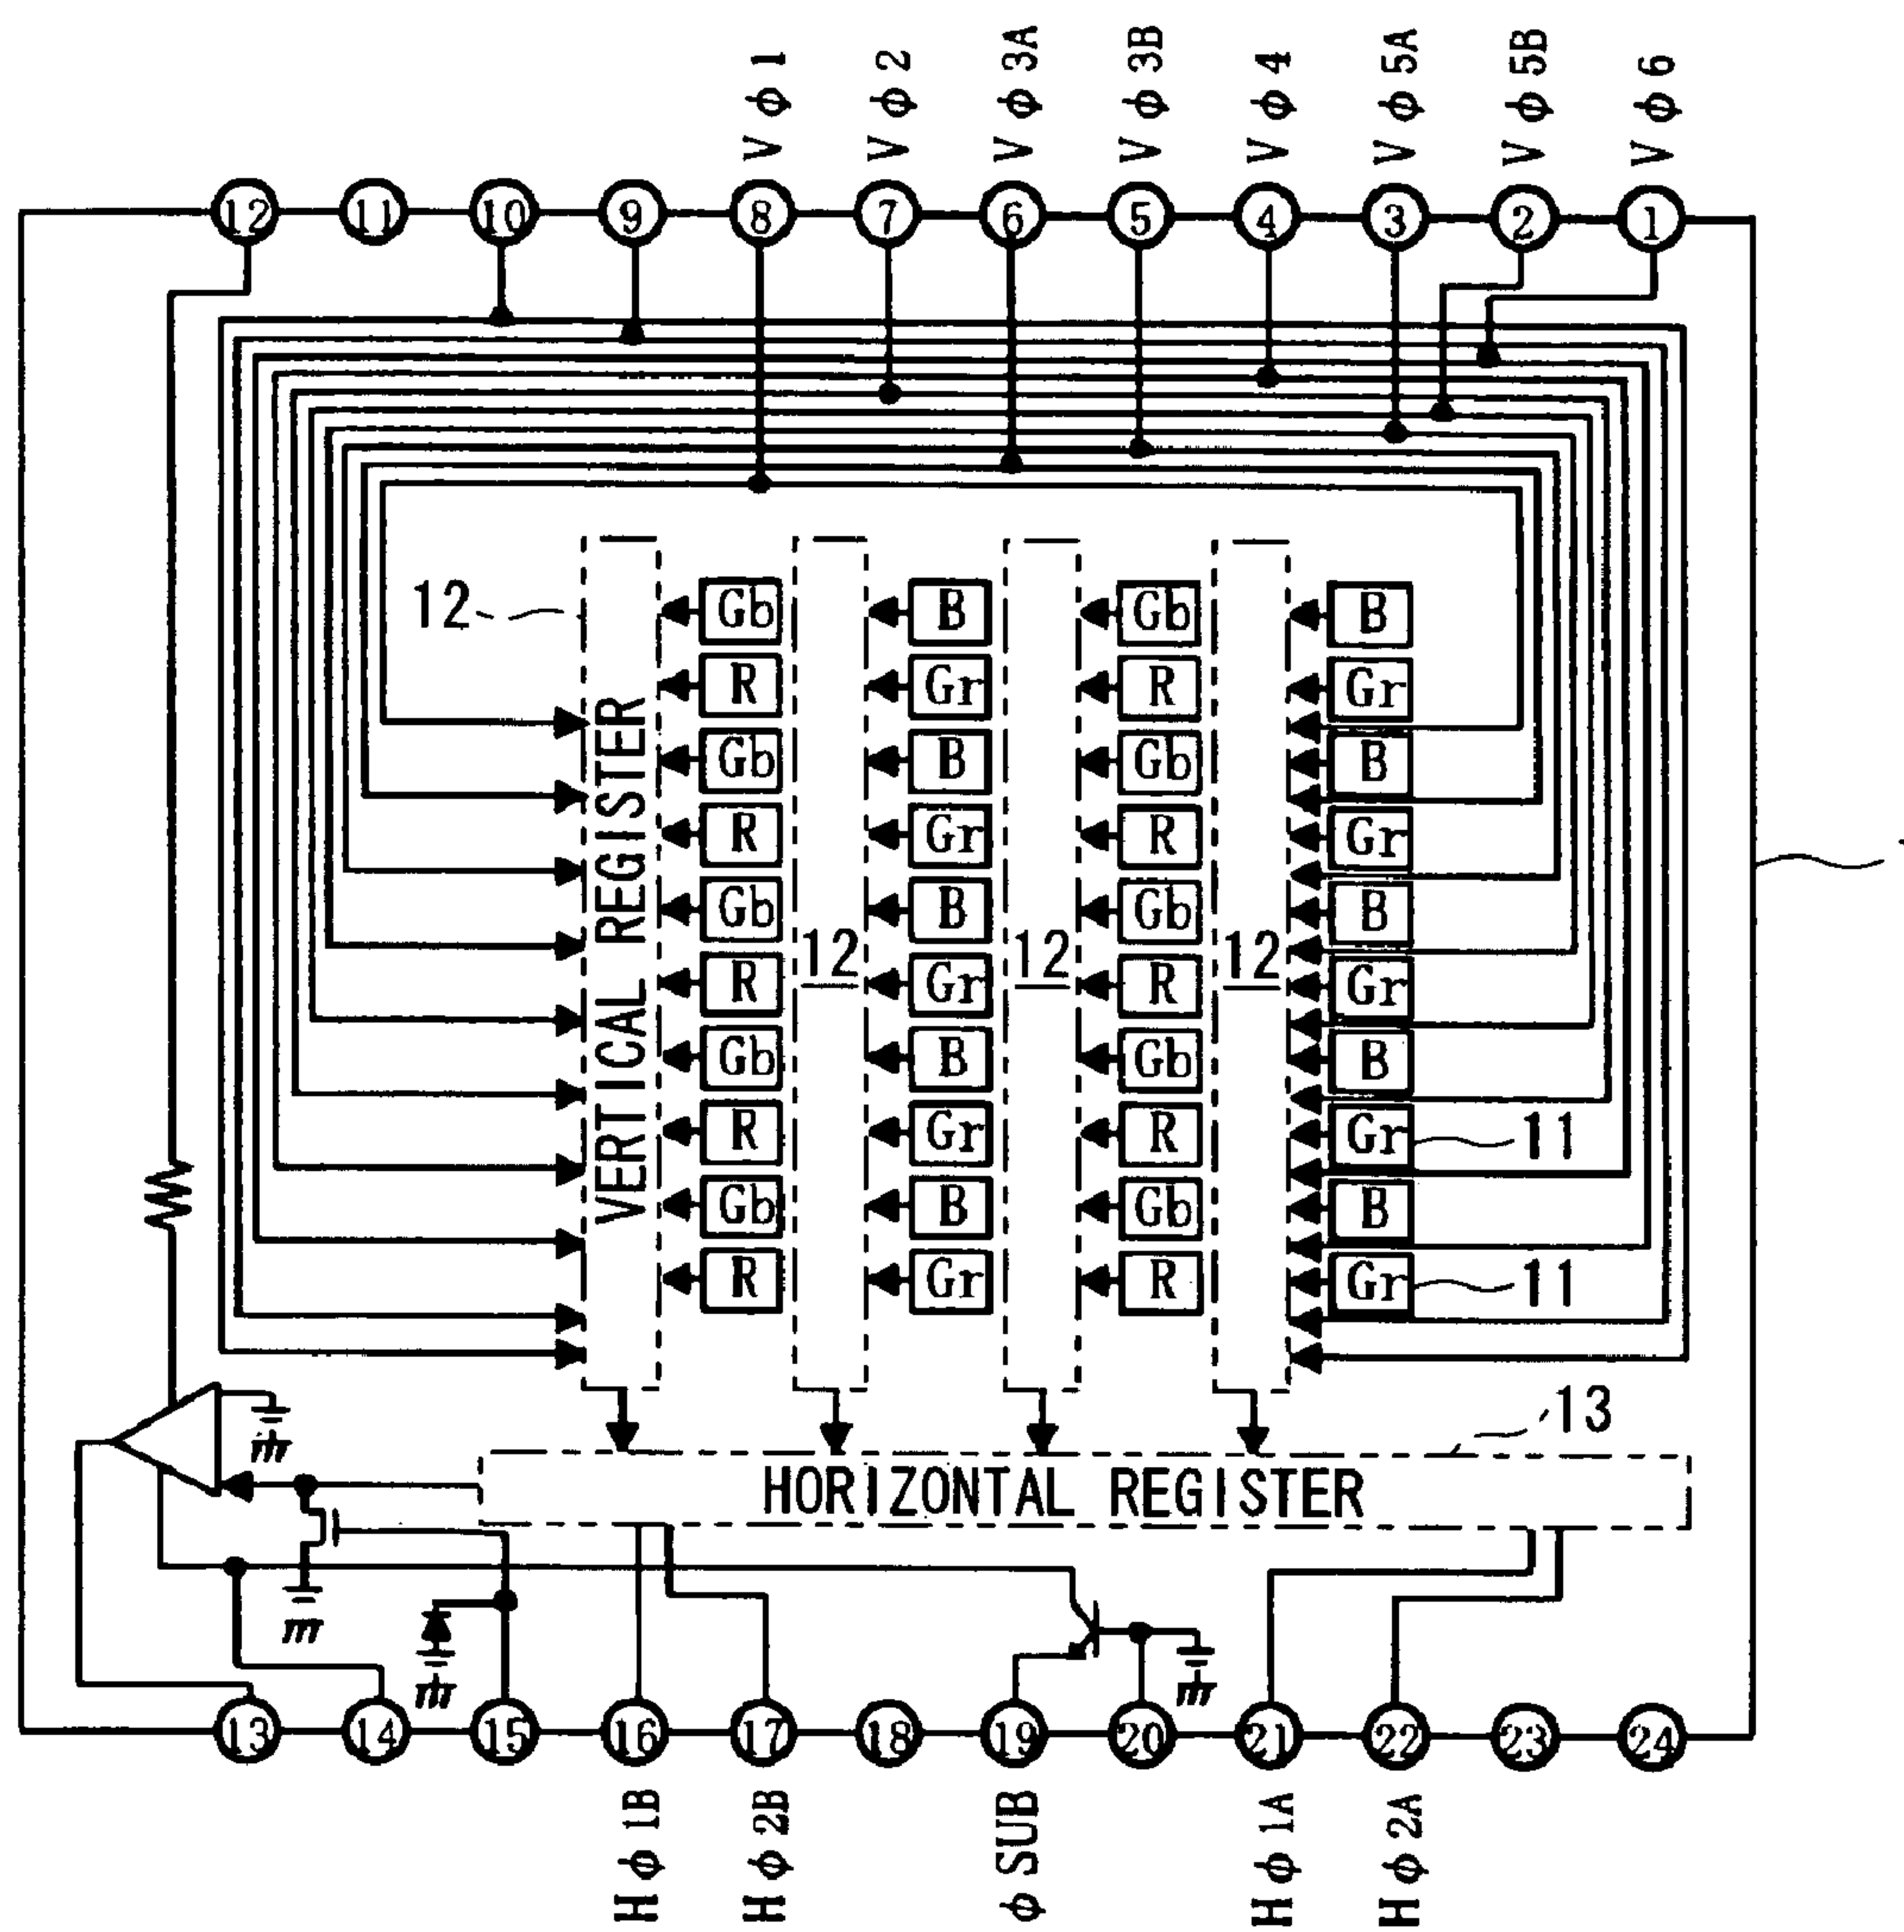 Vφ1 Vφ2 Vφ3A Vφ3B Vφ4 Vφ5A Vφ5B Vφ6
12 11 10 9 8 7 6 5 4 3 2 1
12
VERTICAL REGISTER
Gb B Gb B
R Gr R Gr
Gb B Gb B
R Gr R Gr
Gb B Gb B
12 12 12
R Gr R Gr
Gb B Gb B
R Gr R Gr 11
Gb B Gb B
R Gr R Gr 11
13
HORIZONTAL REGISTER
13 14 15 16 17 18 19 20 21 22 23 24
Hφ1B Hφ2B φSUB Hφ1A Hφ2A